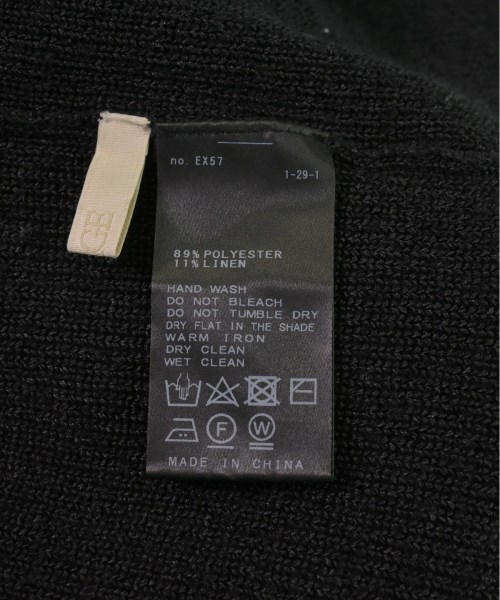 no. EX57
1-29-1
89% POLYESTER
11% LINEN
HAND WASH
DO NOT BLEACH
DO NOT TUMBLE DRY
DRY FLAT IN THE SHADE
WARM IRON
DRY CLEAN
WET CLEAN
F W
MADE IN CHINA